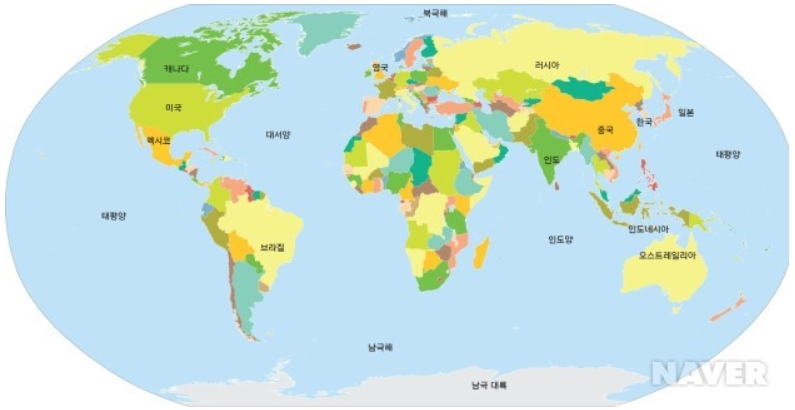 북극해
캐나다
영국
러시아
미국
대서양
중국
한국
일본
멕시코
인도
태평양
태평양
브라질
인도양
인도네시아
오스트레일리아
남극해
남극 대륙
NAVER